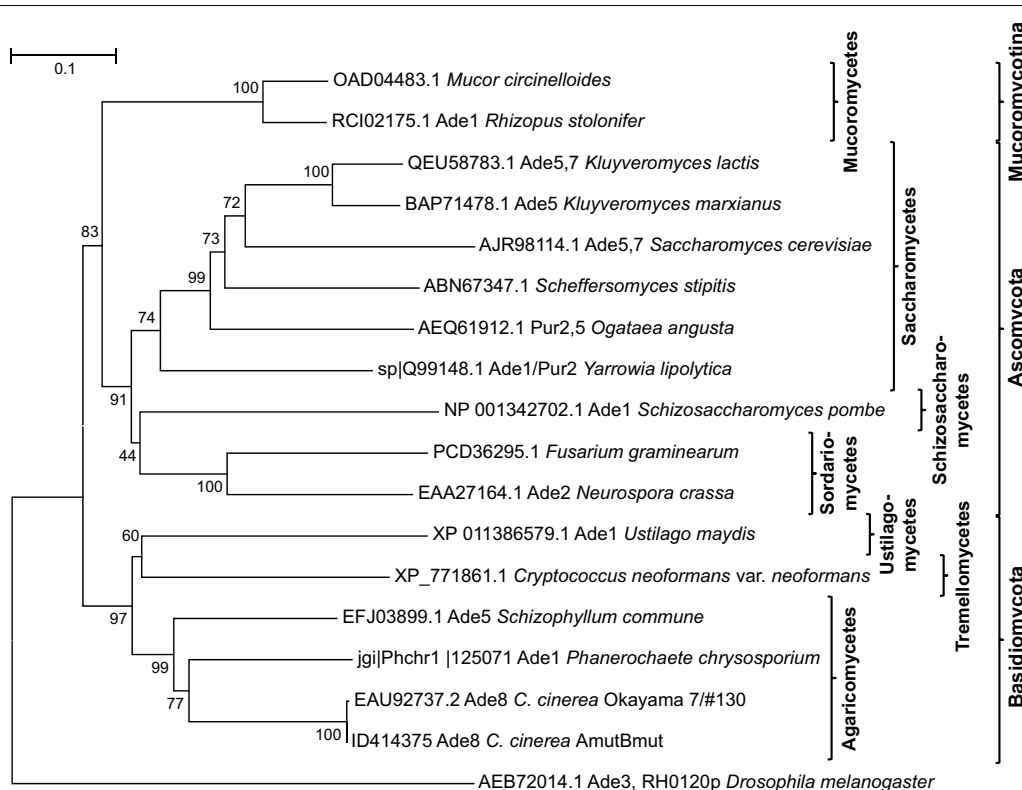 0.1
OAD04483.1 Mucor circinelloides
RCI02175.1 Ade1 Rhizopus stolonifer
QEU58783.1 Ade5,7 Kluyveromyces lactis
BAP71478.1 Ade5 Kluyveromyces marxianus
AJR98114.1 Ade5,7 Saccharomyces cerevisiae
ABN67347.1 Scheffersomyces stipitis
AEQ61912.1 Pur2,5 Ogataea angusta
sp|Q99148.1 Ade1/Pur2 Yarrowia lipolytica
NP 001342702.1 Ade1 Schizosaccharomyces pombe
PCD36295.1 Fusarium graminearum
EAA27164.1 Ade2 Neurospora crassa
XP 011386579.1 Ade1 Ustilago maydis
XP_771861.1 Cryptococcus neoformans var. neoformans
EFJ03899.1 Ade5 Schizophyllum commune
jgi|Phchr1 |125071 Ade1 Phanerochaete chrysosporium
EAU92737.2 Ade8 C. cinerea Okayama 7/#130
ID414375 Ade8 C. cinerea AmutBmut
AEB72014.1 Ade3, RH0120p Drosophila melanogaster
100
100
72
73
99
74
83
91
44
100
60
97
99
77
100
Mucoromycetes
Saccharomycetes
Schizosaccharo-
mycetes
Sordario-
mycetes
Ustilago-
mycetes
Tremellomycetes
Agaricomycetes
Mucoromycotina
Ascomycota
Basidiomycota